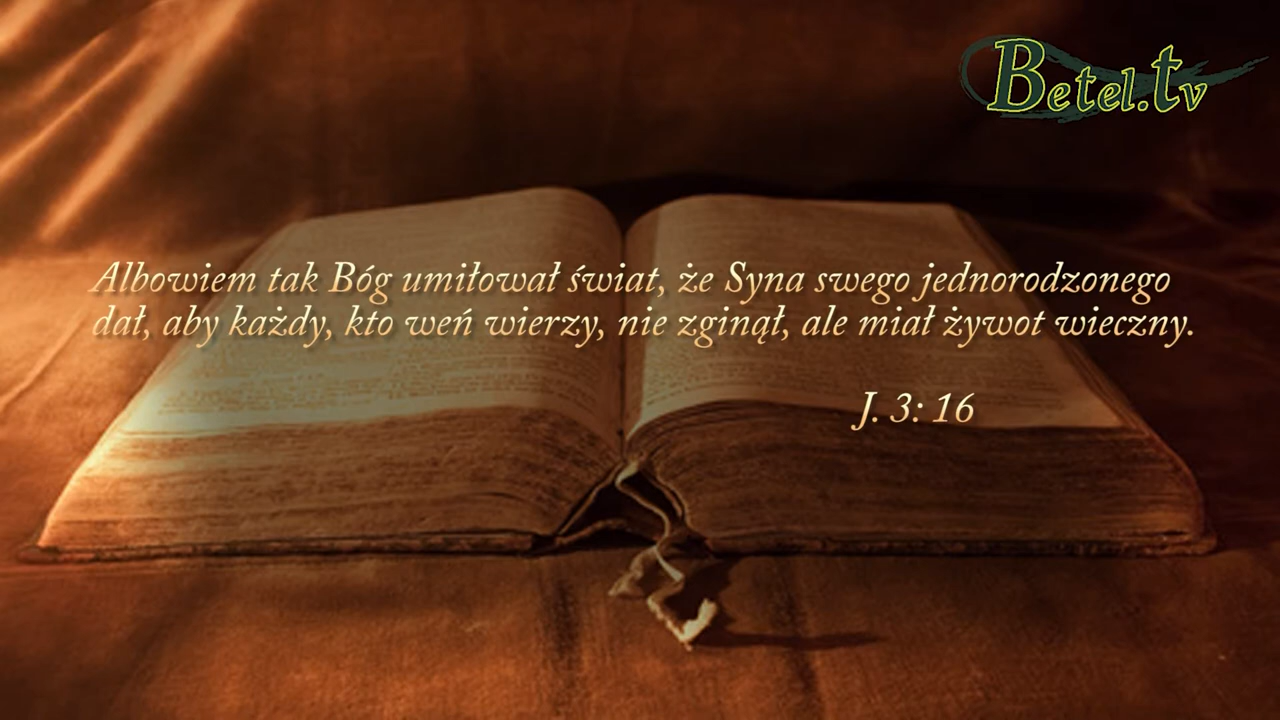 Betel.tv
Albowiem tak Bóg umiłował świat, że Syna swego jednorodzonego
dał, aby każdy, kto weń wierzy, nie zginął, ale miał żywot wieczny.
J. 3: 16